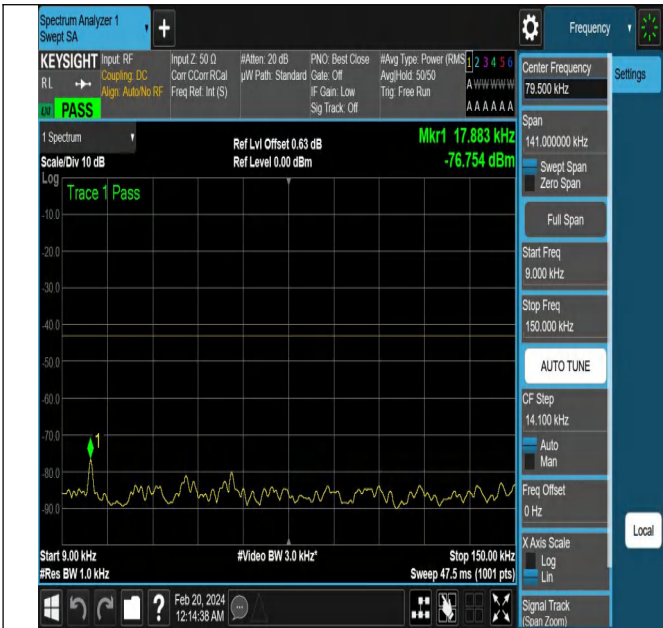 Spectrum Analyzer 1
Swept SA
+
Frequency
KEYSIGHT
RL
PASS
Input: RF
Coupling: DC
Align: Auto/No RF
Input Z: 50 Ω
Corr CCorr RCal
Freq Ref: Int (S)
#Atten: 20 dB
µW Path: Standard
PNO: Best Close
Gate: Off
IF Gain: Low
Sig Track: Off
#Avg Type: Power (RMS
Avg|Hold: 50/50
Trig: Free Run
1 2 3 4 5 6
A W W W W W
A A A A A A
1 Spectrum
Scale/Div 10 dB
Ref Lvl Offset 0.63 dB
Ref Level 0.00 dBm
Mkr1 17.883 kHz
-76.754 dBm
Log
Trace 1 Pass
-10.0
-20.0
-30.0
-40.0
-50.0
-60.0
-70.0
1
-80.0
-90.0
Start 9.00 kHz
#Res BW 1.0 kHz
#Video BW 3.0 kHz*
Stop 150.00 kHz
Sweep 47.5 ms (1001 pts)
Center Frequency
79.500 kHz
Settings
Span
141.000000 kHz
Swept Span
Zero Span
Full Span
Start Freq
9.000 kHz
Stop Freq
150.000 kHz
AUTO TUNE
CF Step
14.100 kHz
Auto
Man
Freq Offset
0 Hz
X Axis Scale
Log
Lin
Signal Track
(Span Zoom)
Local
?
Feb 20, 2024
12:14:38 AM